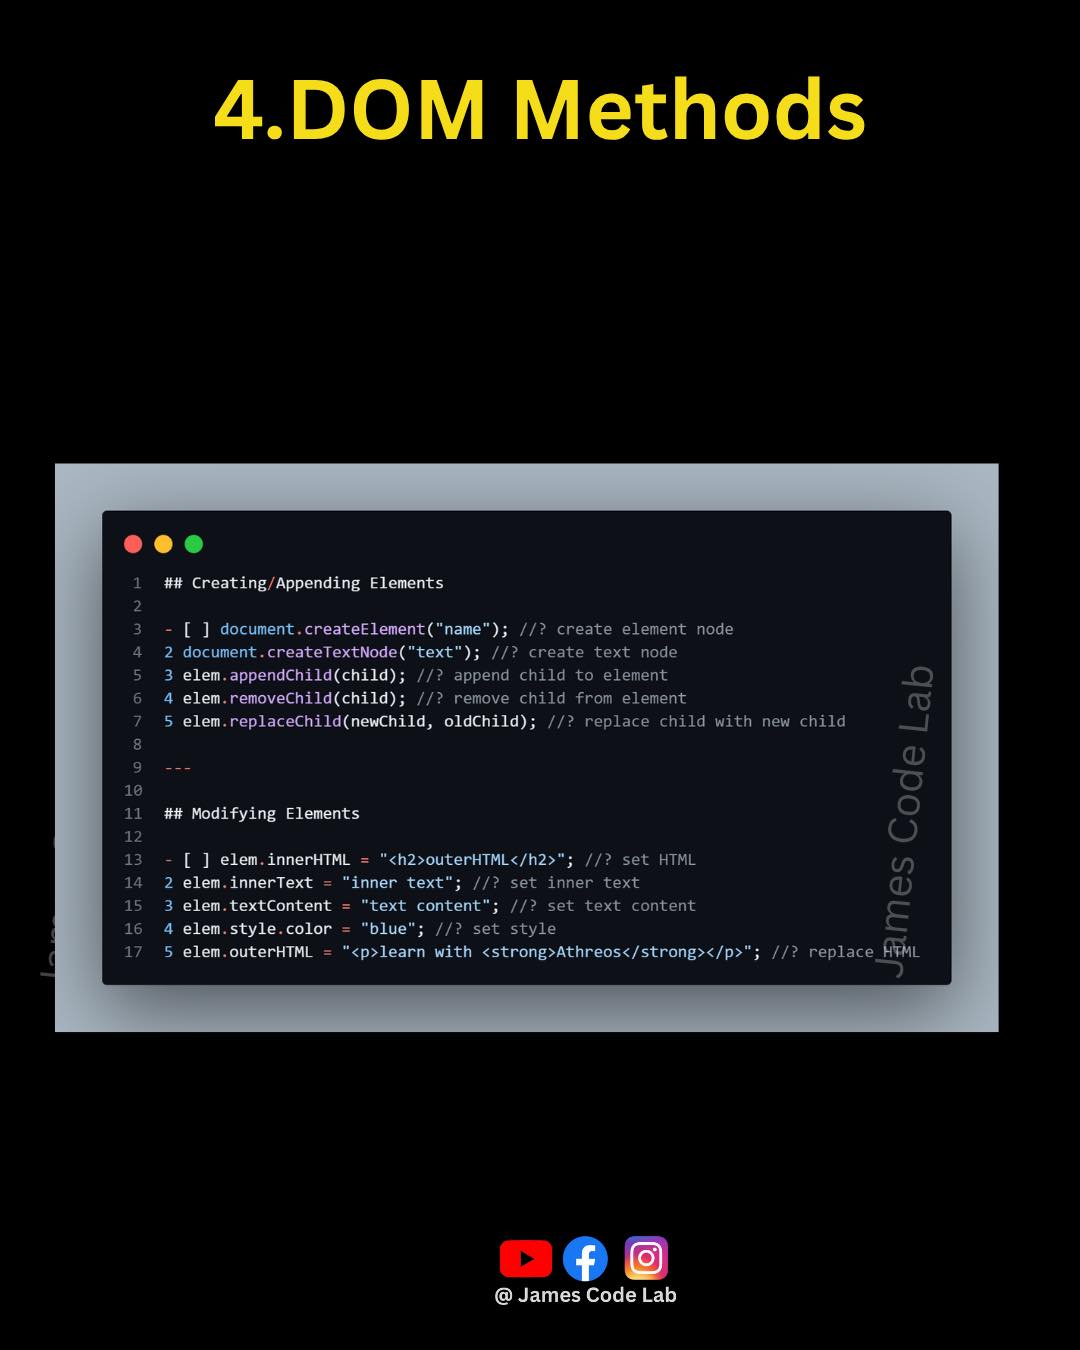 4.DOM Methods
1 ## Creating/Appending Elements
2
3 - [ ] document.createElement("name"); //? create element node
4 2 document.createTextNode("text"); //? create text node
5 3 elem.appendChild(child); //? append child to element
6 4 elem.removeChild(child); //? remove child from element
7 5 elem.replaceChild(newChild, oldChild); //? replace child with new child
8
9 ---
10
11 ## Modifying Elements
12
13 - [ ] elem.innerHTML = "<h2>outerHTML</h2>"; //? set HTML
14 2 elem.innerText = "inner text"; //? set inner text
15 3 elem.textContent = "text content"; //? set text content
16 4 elem.style.color = "blue"; //? set style
17 5 elem.outerHTML = "<p>learn with <strong>Athreos</strong></p>"; //? replace HTML
James Code Lab
@ James Code Lab